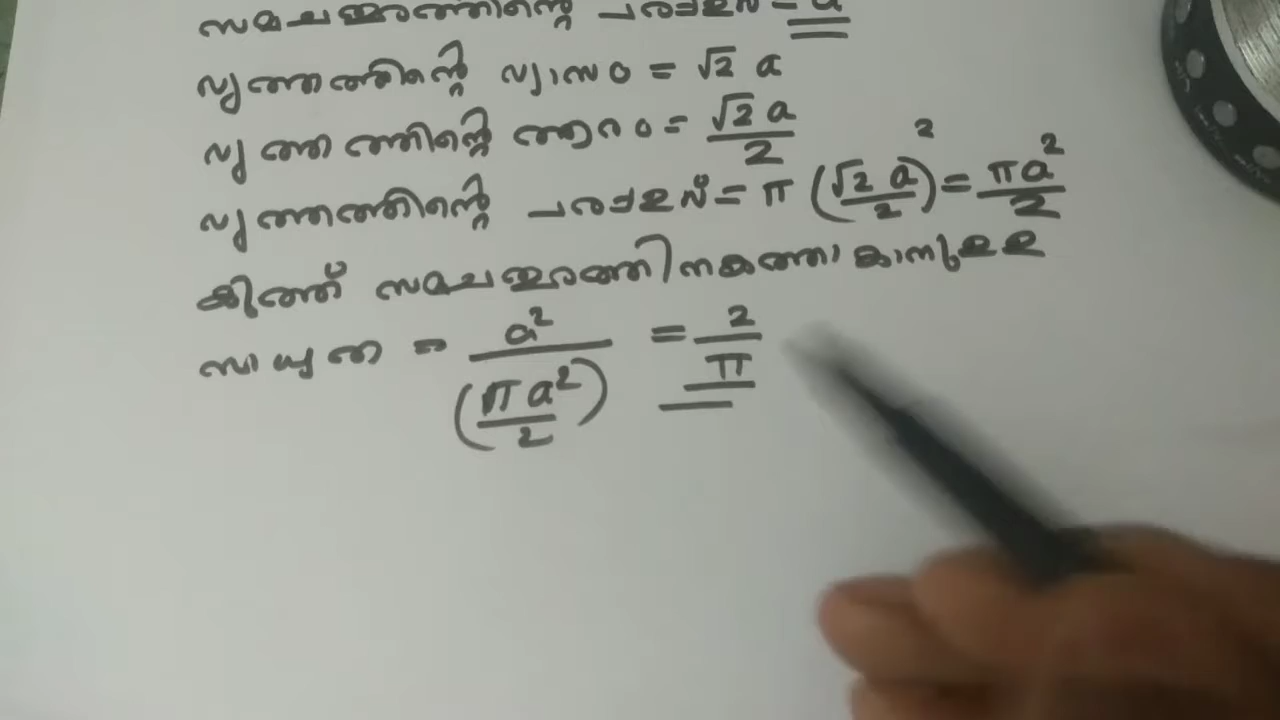 സമചതുരത്തിന്റെ പരപ്പളവ് = a
വൃത്തത്തിന്റെ വ്യാസം = √2 a
വൃത്തത്തിന്റെ ആരം = √2 a / 2
വൃത്തത്തിന്റെ പരപ്പളവ് = π (√2 a / 2)² = πa² / 2
കുത്ത് സമചതുരത്തിനകത്താകാനുള്ള
സാധ്യത = a² / (πa² / 2) = 2 / π